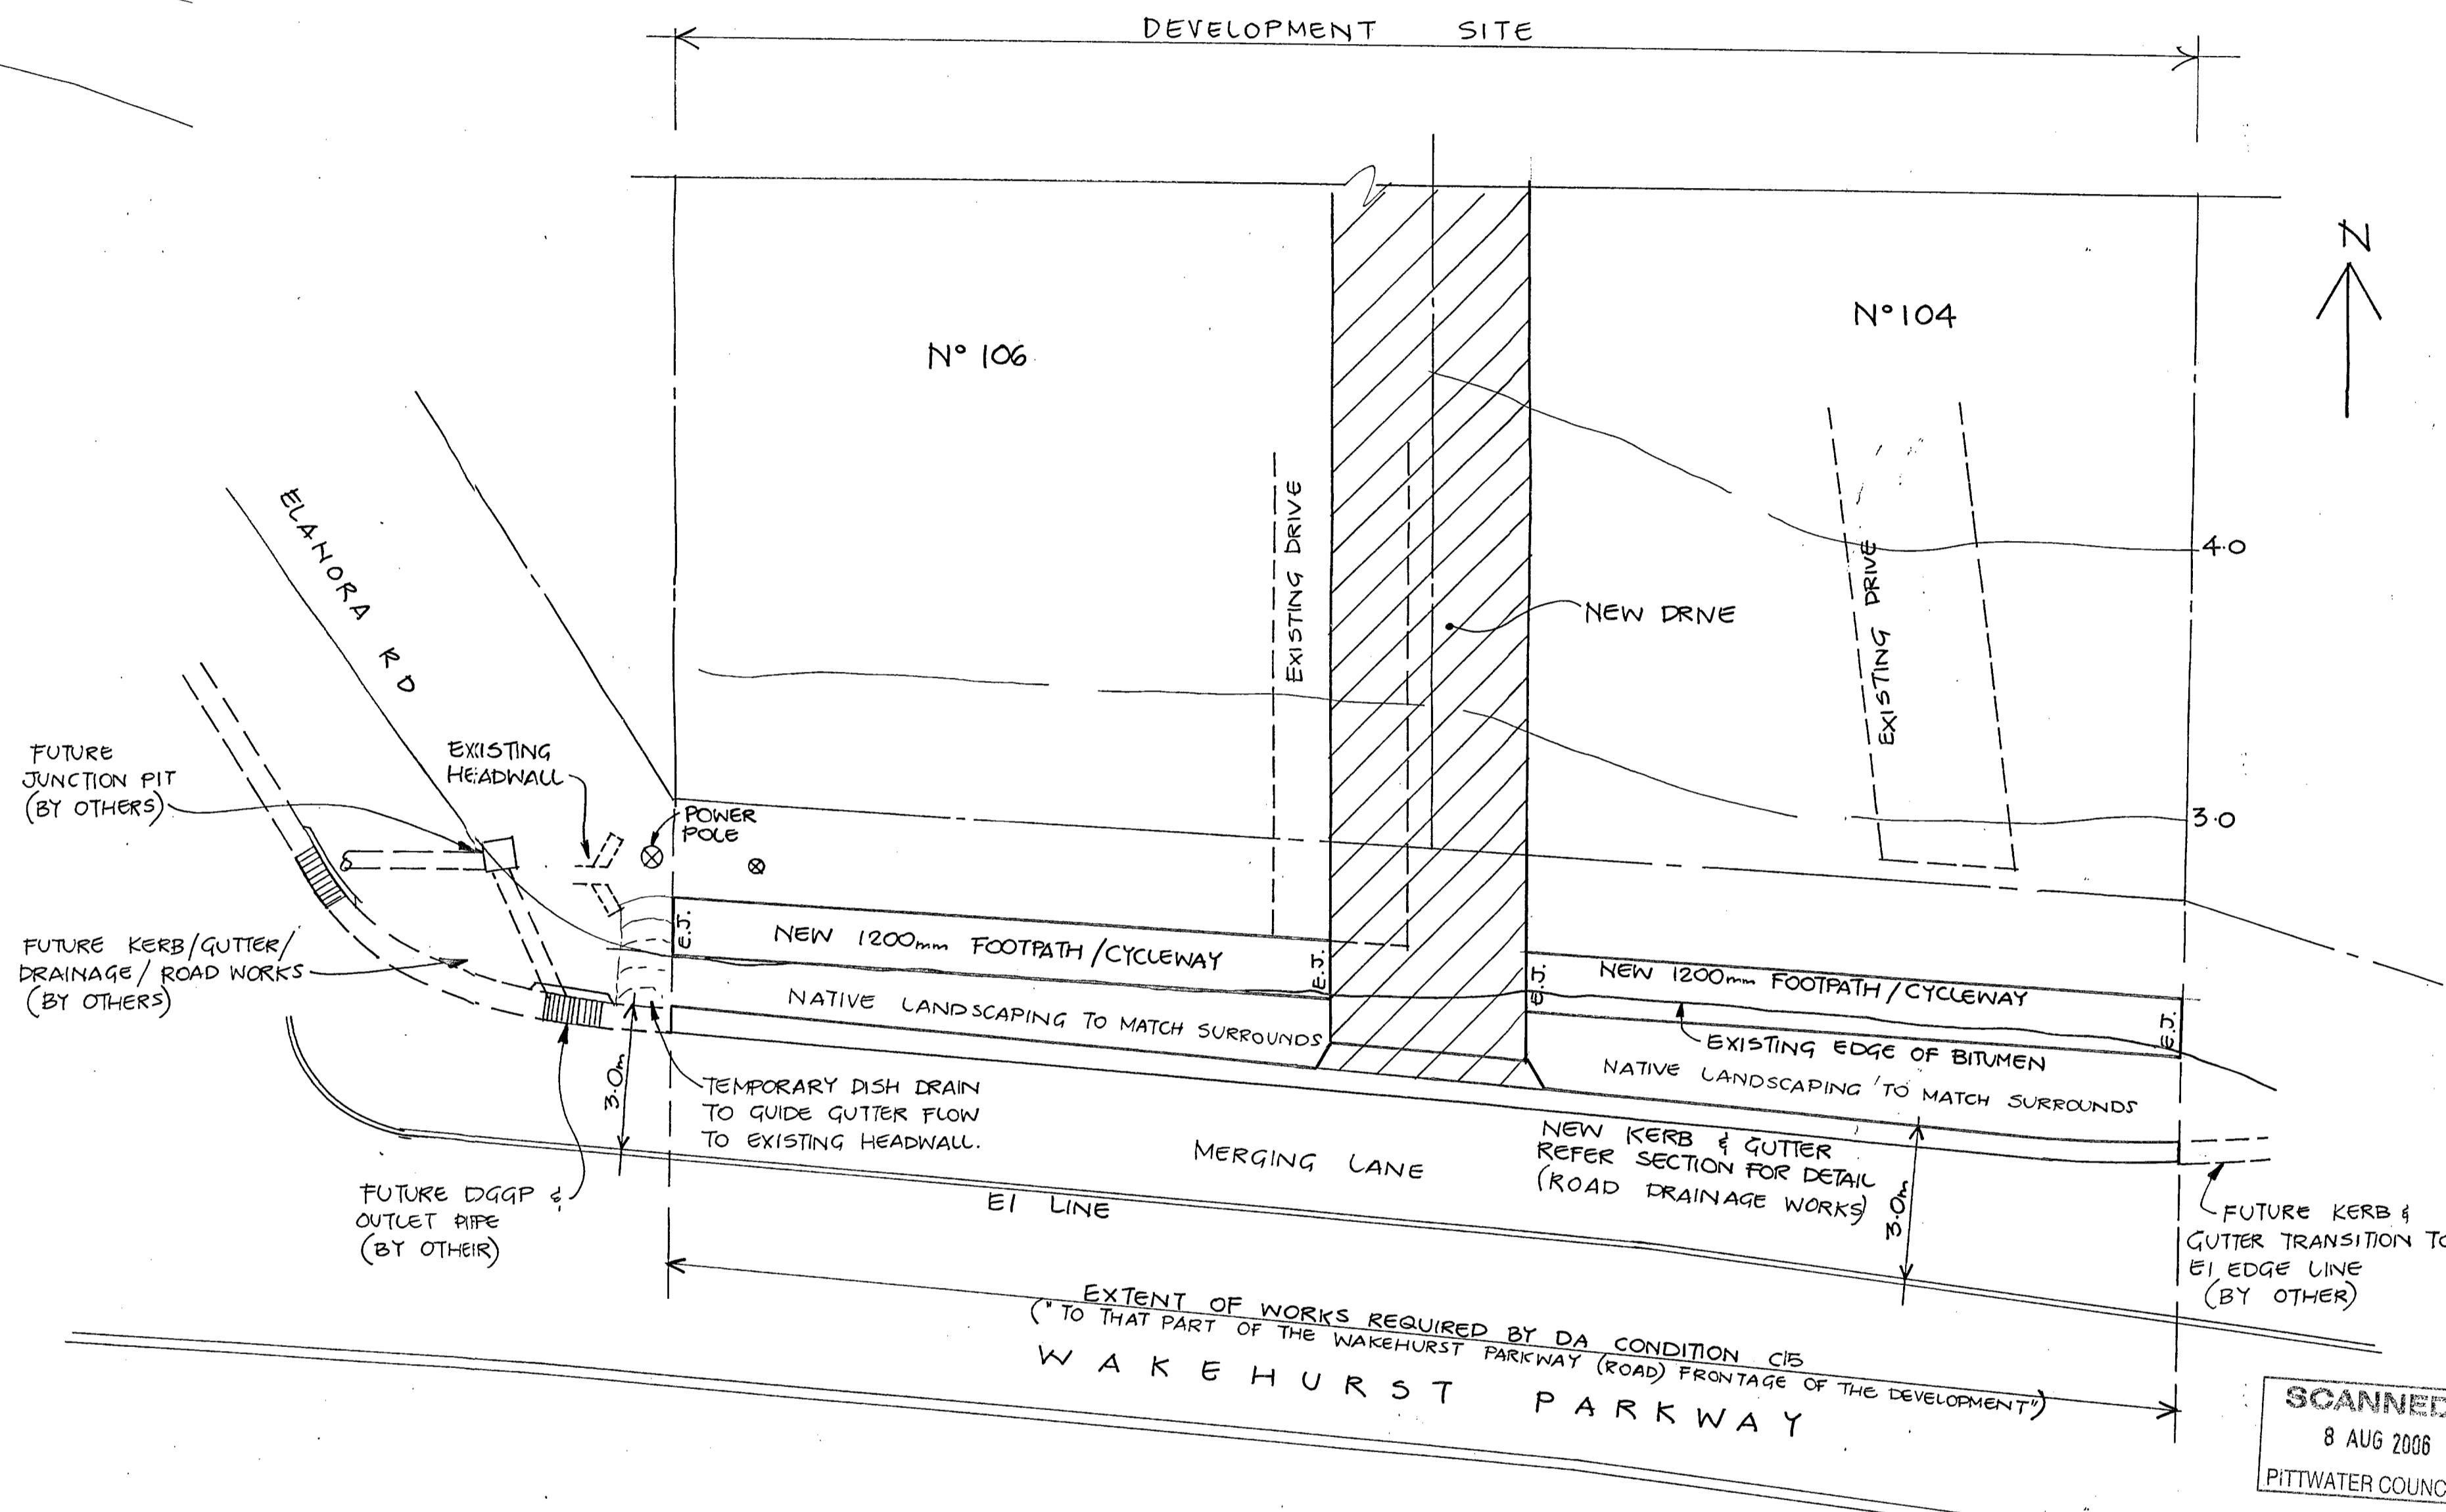 DEVELOPMENT SITE
N
Nº 106
Nº 104
ELANORA RD
EXISTING DRIVE
NEW DRIVE
EXISTING DRIVE
4.0
3.0
FUTURE
JUNCTION PIT
(BY OTHERS)
EXISTING
HEADWALL
POWER
POLE
FUTURE KERB/GUTTER/
DRAINAGE/ROAD WORKS
(BY OTHERS)
E.J.
NEW 1200mm FOOTPATH/CYCLEWAY
E.J.
E.J.
NEW 1200mm FOOTPATH/CYCLEWAY
E.J.
NATIVE LANDSCAPING TO MATCH SURROUNDS
EXISTING EDGE OF BITUMEN
NATIVE LANDSCAPING TO MATCH SURROUNDS
3.0m
TEMPORARY DISH DRAIN
TO GUIDE GUTTER FLOW
TO EXISTING HEADWALL.
MERGING LANE
NEW KERB & GUTTER
REFER SECTION FOR DETAIL
(ROAD DRAINAGE WORKS)
3.0m
FUTURE DGGP &
OUTLET PIPE
(BY OTHEIR)
E1 LINE
FUTURE KERB &
GUTTER TRANSITION TO
E1 EDGE LINE
(BY OTHER)
EXTENT OF WORKS REQUIRED BY DA CONDITION C15
("TO THAT PART OF THE WAKEHURST PARKWAY (ROAD) FRONTAGE OF THE DEVELOPMENT")
WAKEHURST PARKWAY
SCANNED
8 AUG 2006
PITTWATER COUNC